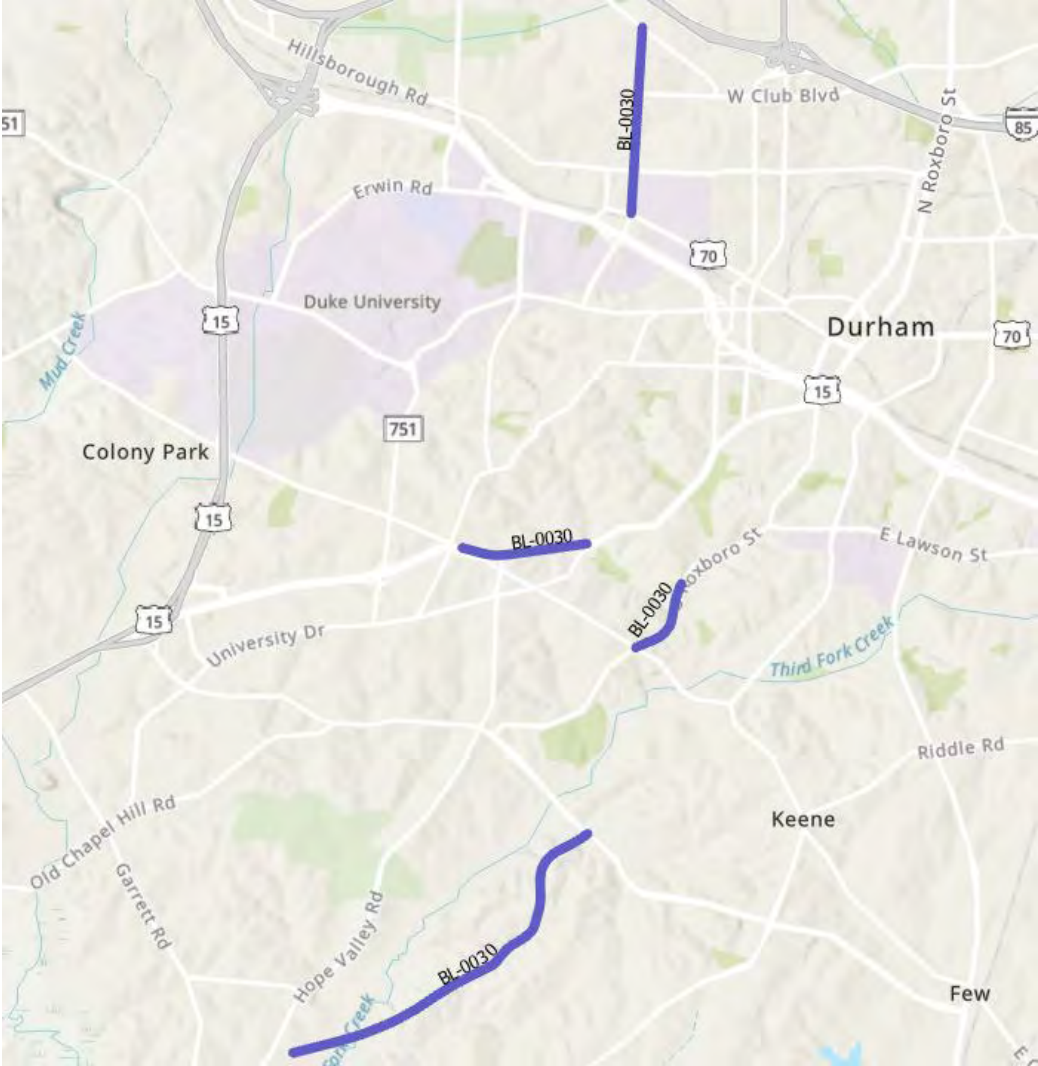 Hillsborough Rd
W Club Blvd
BL-0030
N Roxboro St
85
51
Erwin Rd
70
Duke University
15
Durham
70
Mud Creek
15
751
Colony Park
15
BL-0030
Roxboro St
E Lawson St
BL-0030
15
University Dr
Third Fork Creek
Riddle Rd
Old Chapel Hill Rd
Keene
Garrett Rd
Hope Valley Rd
BL-0030
Few
Fork Creek